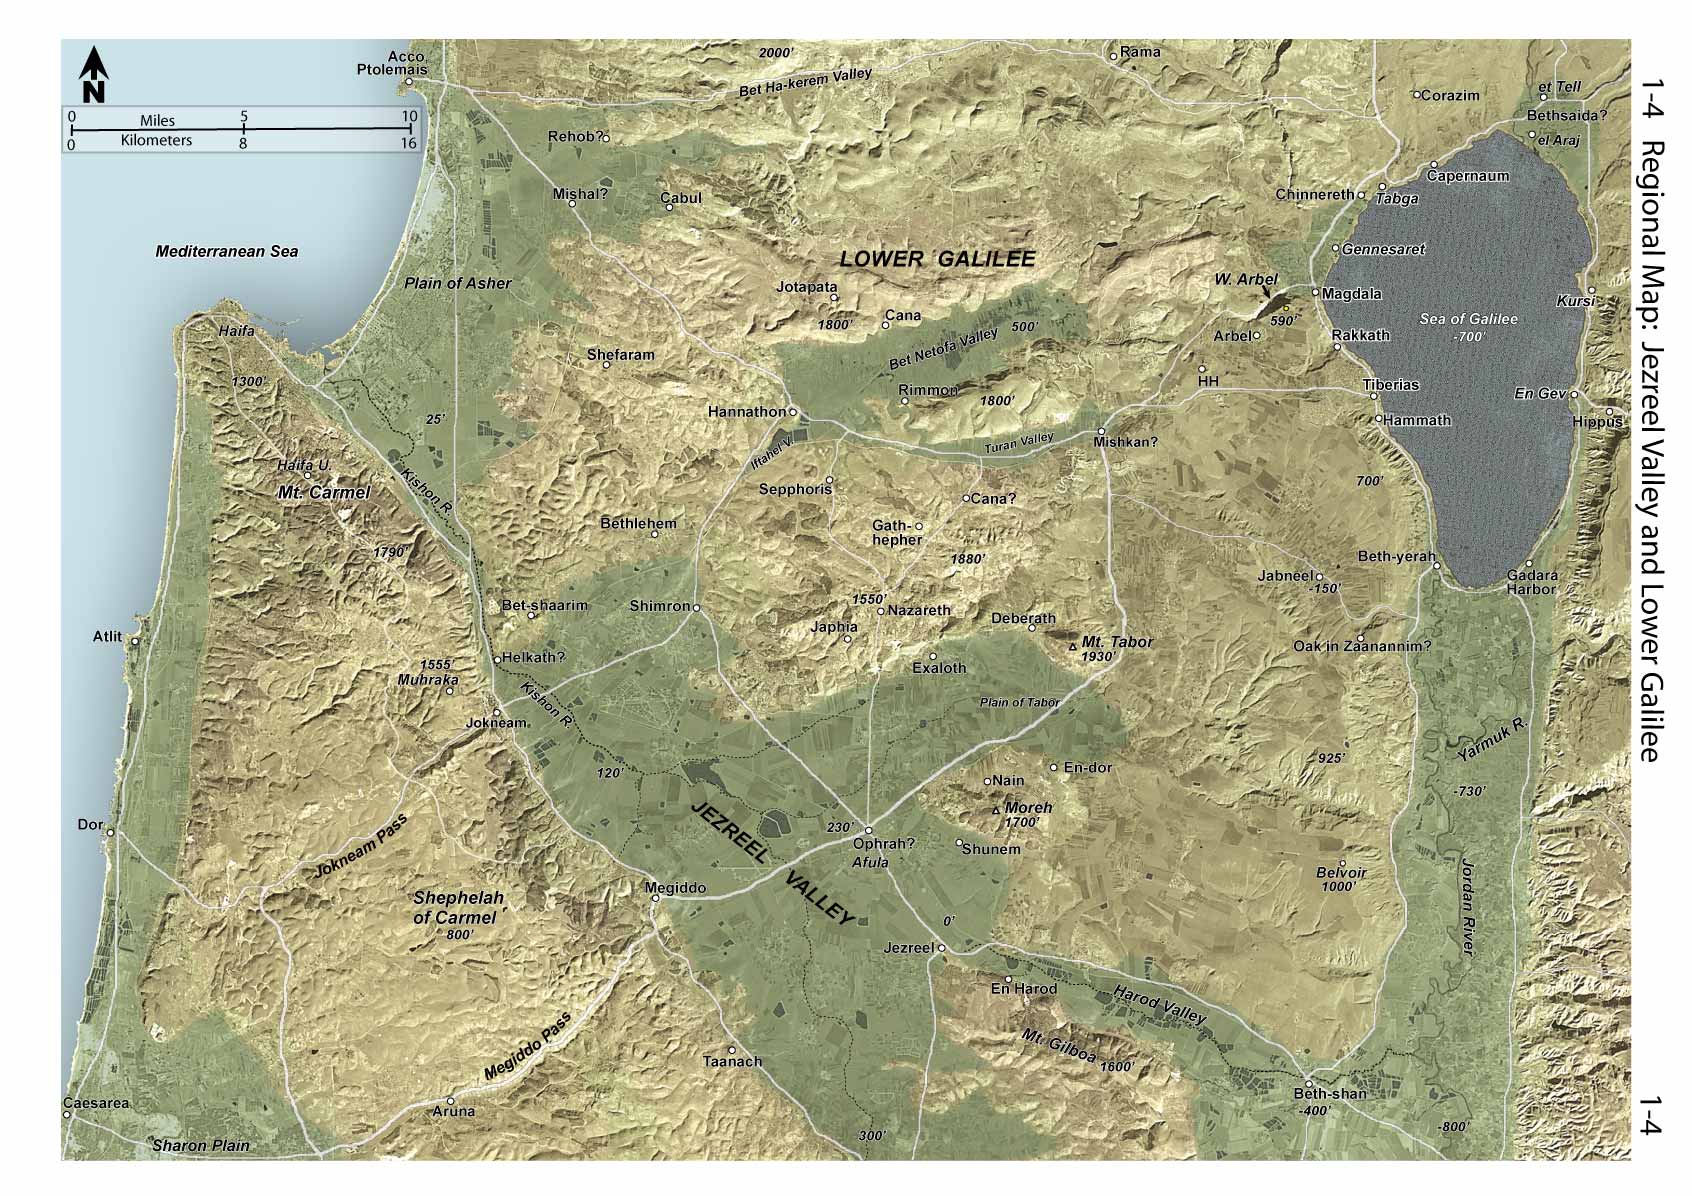 Acco,
Ptolemais
2000'
Bet Ha-kerem Valley
Rama
Corazim
et Tell
Bethsaida?
el Araj
N
0 5 10
Miles
Kilometers
0 8 16
Rehob?
Mishal?
Cabul
Capernaum
Chinnereth
Tabga
Mediterranean Sea
Plain of Asher
LOWER GALILEE
Gennesaret
Jotapata
1800'
Cana
W. Arbel
Magdala
590'
Arbel
Rakkath
Kursi
Sea of Galilee
-700'
Haifa
1300'
Shefaram
Bet Netofa Valley
500'
Rimmon
1800'
HH
Tiberias
En Gev
Hammath
Hippus
25'
Hannathon
Iftahel V.
Turan Valley
Mishkan?
Haifa U.
Mt. Carmel
Kishon R.
Sepphoris
Cana?
700'
Bethlehem
Gath-
hepher
1790'
1880'
Beth-yerah
Jabneel
-150'
Gadara
Harbor
Bet-shaarim
Shimron
1550'
Nazareth
Japhia
Deberath
Atlit
Mt. Tabor
1930'
Oak in Zaanannim?
Helkath?
1555'
Muhraka
Exaloth
Kishon R.
Plain of Tabor
Jokneam
Yarmuk R.
925'
120'
Nain
En-dor
-730'
Moreh
1700'
Dor
Jokneam Pass
JEZREEL
VALLEY
230'
Ophrah?
Afula
Shunem
Belvoir
1000'
Jordan River
Megiddo
Shephelah
of Carmel
800'
0'
Jezreel
En Harod
Harod Valley
Megiddo Pass
Mt. Gilboa
1600'
Taanach
Beth-shan
-400'
Caesarea
Aruna
Sharon Plain
300'
-800'
1-4 Regional Map: Jezreel Valley and Lower Galilee
1-4